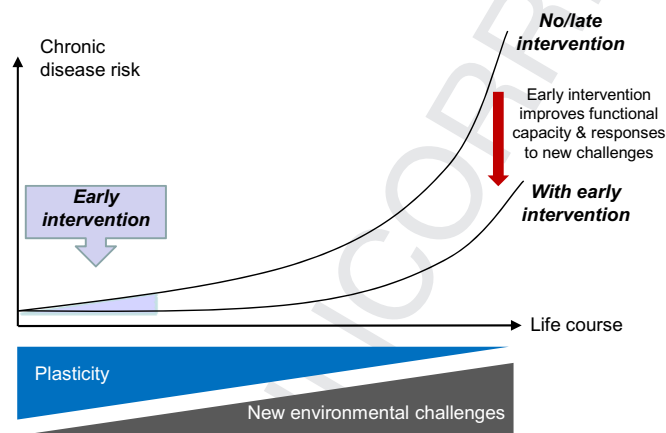 No/late
intervention
Chronic
disease risk
Early intervention
improves functional
capacity & responses
to new challenges
Early
intervention
With early
intervention
Life course
Plasticity
New environmental challenges